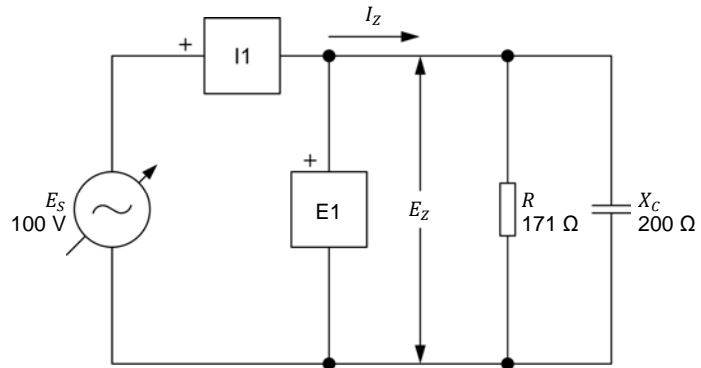 I_Z
+
I1
+
E1
E_S
100 V
E_Z
R
171 Ω
X_C
200 Ω